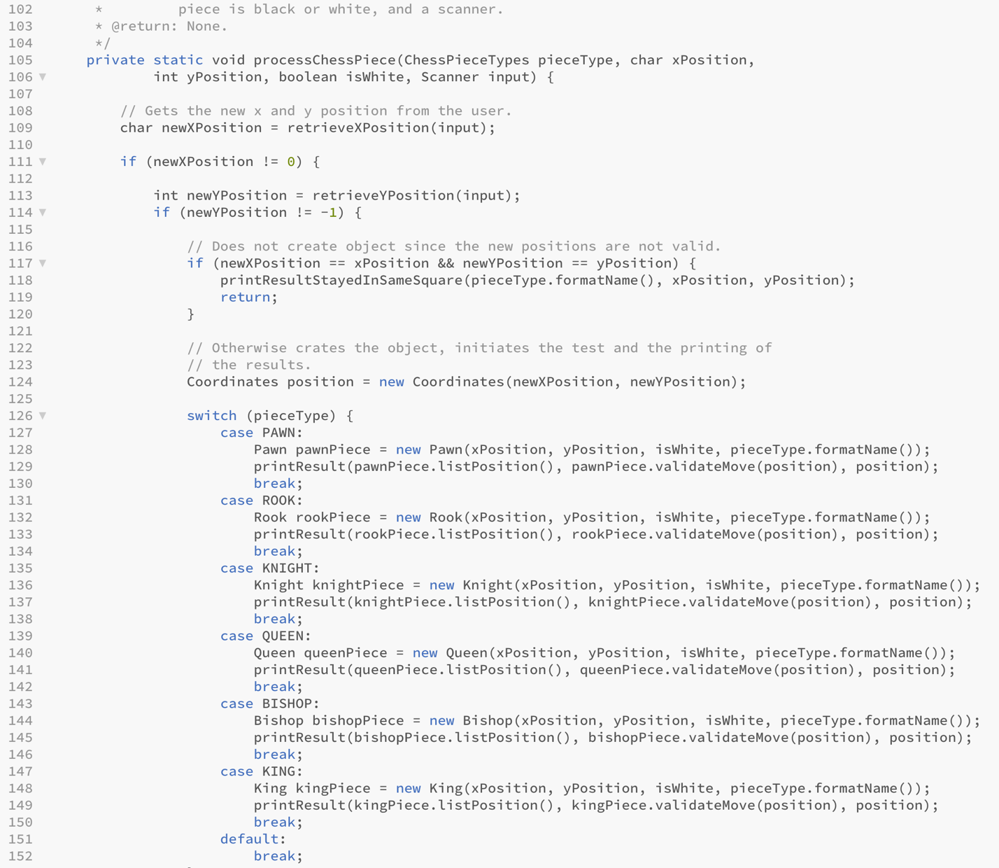 102 * piece is black or white, and a scanner.
103 * @return: None.
104 */
105 private static void processChessPiece(ChessPieceTypes pieceType, char xPosition,
106 int yPosition, boolean isWhite, Scanner input) {
107
108 // Gets the new x and y position from the user.
109 char newXPosition = retrieveXPosition(input);
110
111 if (newXPosition != 0) {
112
113 int newYPosition = retrieveYPosition(input);
114 if (newYPosition != -1) {
115
116 // Does not create object since the new positions are not valid.
117 if (newXPosition == xPosition && newYPosition == yPosition) {
118 printResultStayedInSameSquare(pieceType.formatName(), xPosition, yPosition);
119 return;
120 }
121
122 // Otherwise crates the object, initiates the test and the printing of
123 // the results.
124 Coordinates position = new Coordinates(newXPosition, newYPosition);
125
126 switch (pieceType) {
127 case PAWN:
128 Pawn pawnPiece = new Pawn(xPosition, yPosition, isWhite, pieceType.formatName());
129 printResult(pawnPiece.listPosition(), pawnPiece.validateMove(position), position);
130 break;
131 case ROOK:
132 Rook rookPiece = new Rook(xPosition, yPosition, isWhite, pieceType.formatName());
133 printResult(rookPiece.listPosition(), rookPiece.validateMove(position), position);
134 break;
135 case KNIGHT:
136 Knight knightPiece = new Knight(xPosition, yPosition, isWhite, pieceType.formatName());
137 printResult(knightPiece.listPosition(), knightPiece.validateMove(position), position);
138 break;
139 case QUEEN:
140 Queen queenPiece = new Queen(xPosition, yPosition, isWhite, pieceType.formatName());
141 printResult(queenPiece.listPosition(), queenPiece.validateMove(position), position);
142 break;
143 case BISHOP:
144 Bishop bishopPiece = new Bishop(xPosition, yPosition, isWhite, pieceType.formatName());
145 printResult(bishopPiece.listPosition(), bishopPiece.validateMove(position), position);
146 break;
147 case KING:
148 King kingPiece = new King(xPosition, yPosition, isWhite, pieceType.formatName());
149 printResult(kingPiece.listPosition(), kingPiece.validateMove(position), position);
150 break;
151 default:
152 break;